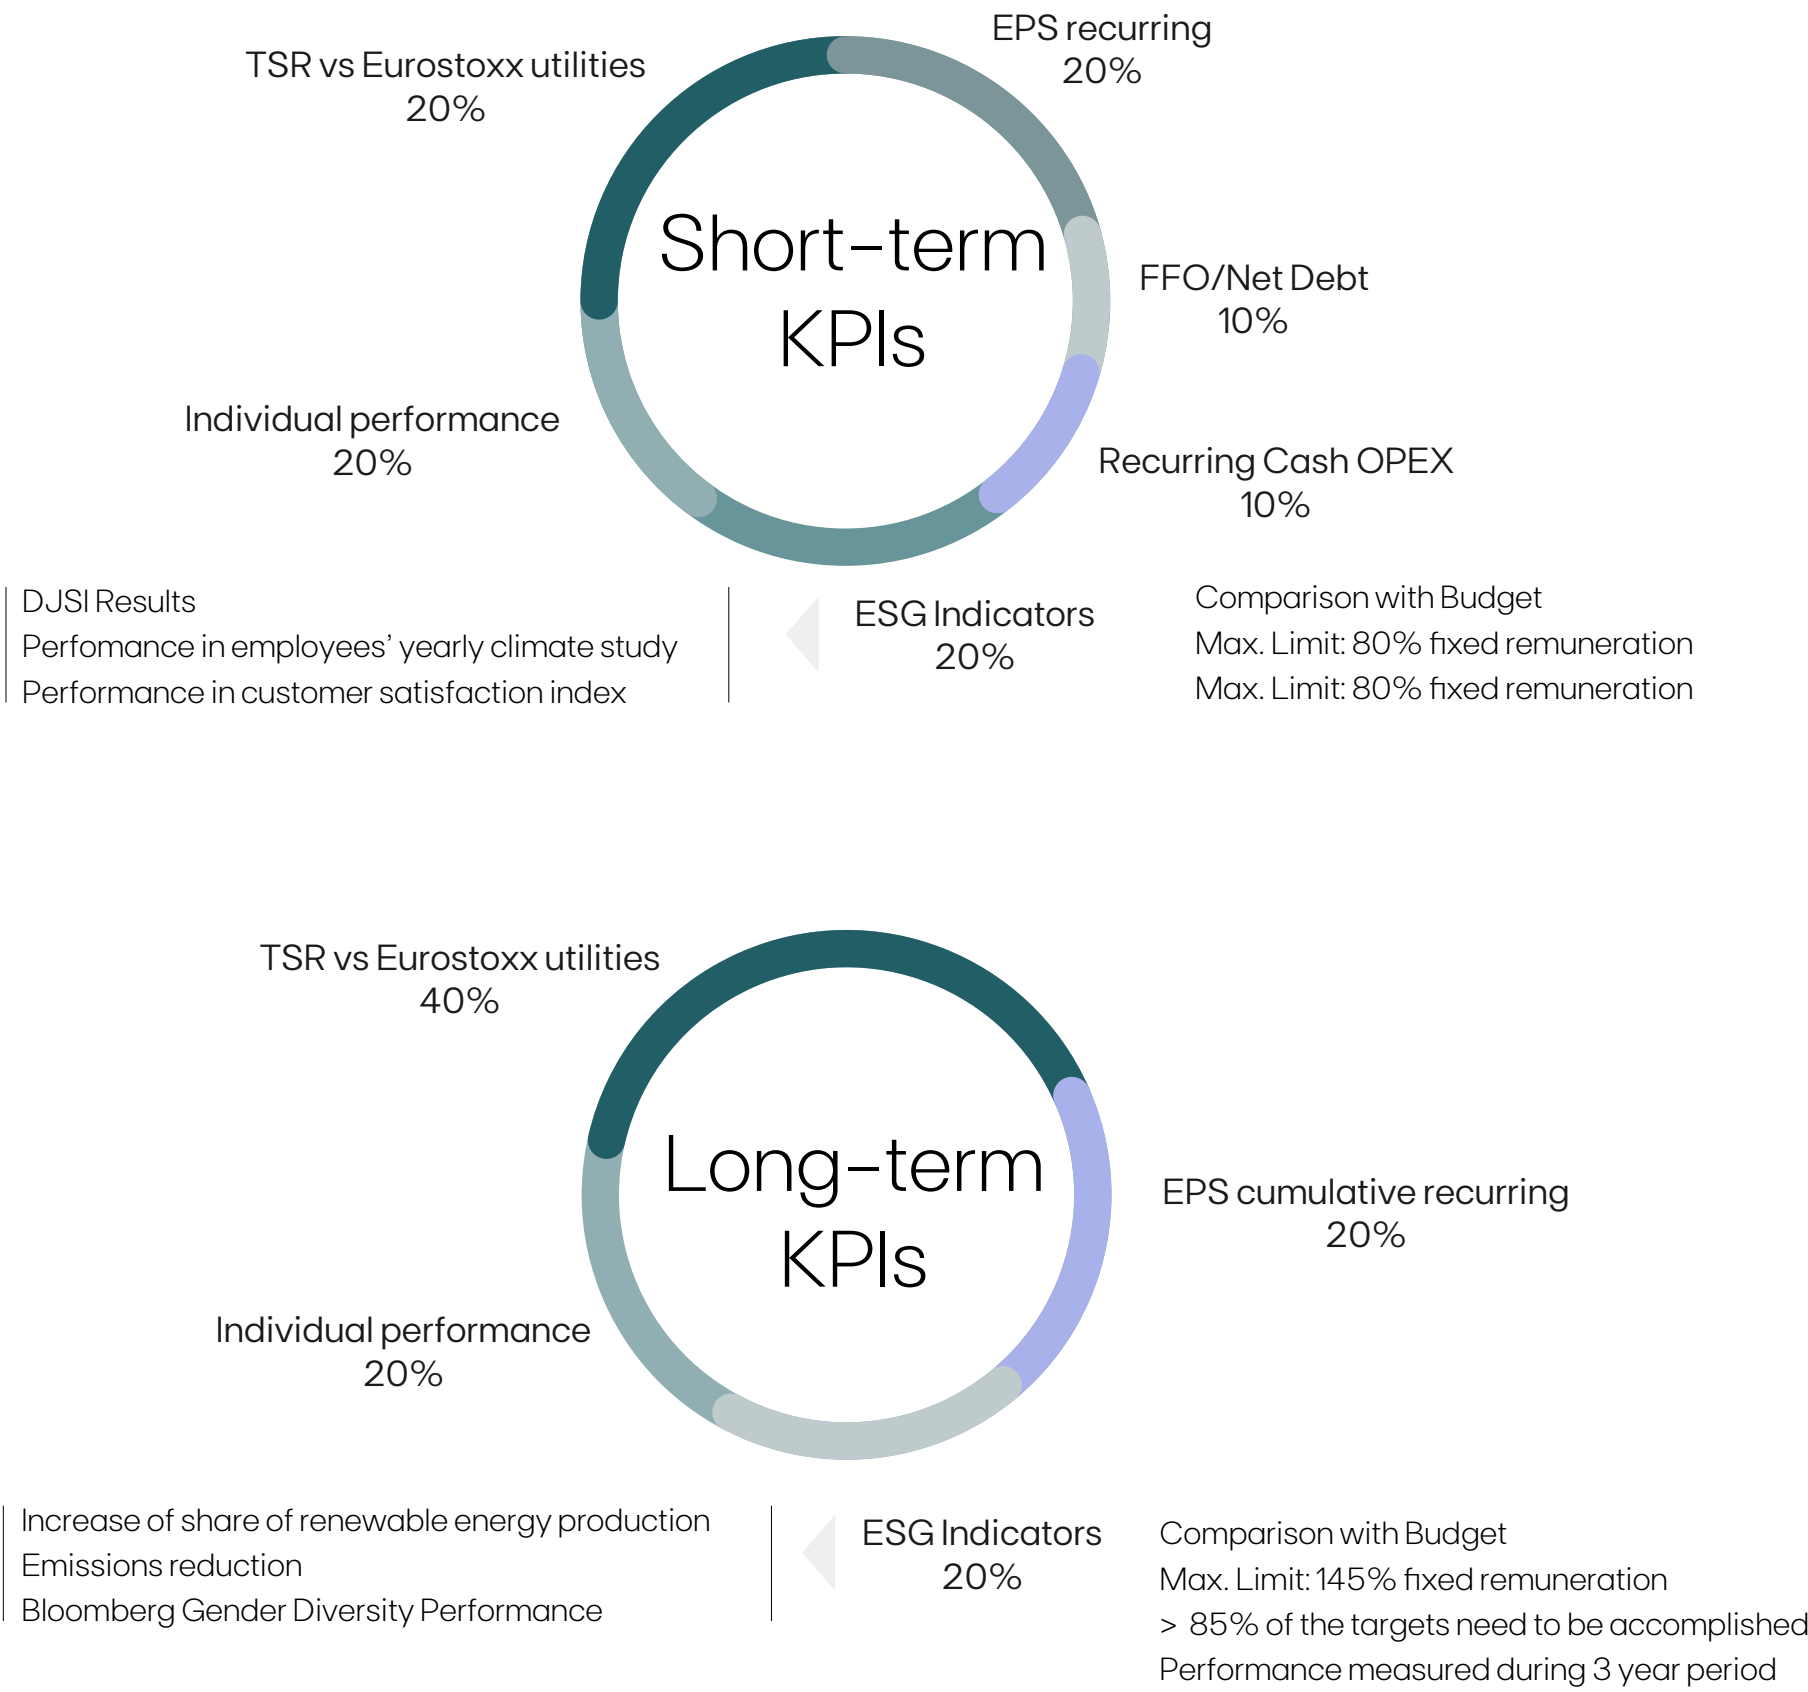 EPS recurring
20%
TSR vs Eurostoxx utilities
20%
Short-term
KPIs
FFO/Net Debt
10%
Individual performance
20%
Recurring Cash OPEX
10%
ESG Indicators
20%
DJSI Results
Perfomance in employees’ yearly climate study
Performance in customer satisfaction index
Comparison with Budget
Max. Limit: 80% fixed remuneration
Max. Limit: 80% fixed remuneration
TSR vs Eurostoxx utilities
40%
Long-term
KPIs
EPS cumulative recurring
20%
Individual performance
20%
ESG Indicators
20%
Increase of share of renewable energy production
Emissions reduction
Bloomberg Gender Diversity Performance
Comparison with Budget
Max. Limit: 145% fixed remuneration
> 85% of the targets need to be accomplished
Performance measured during 3 year period